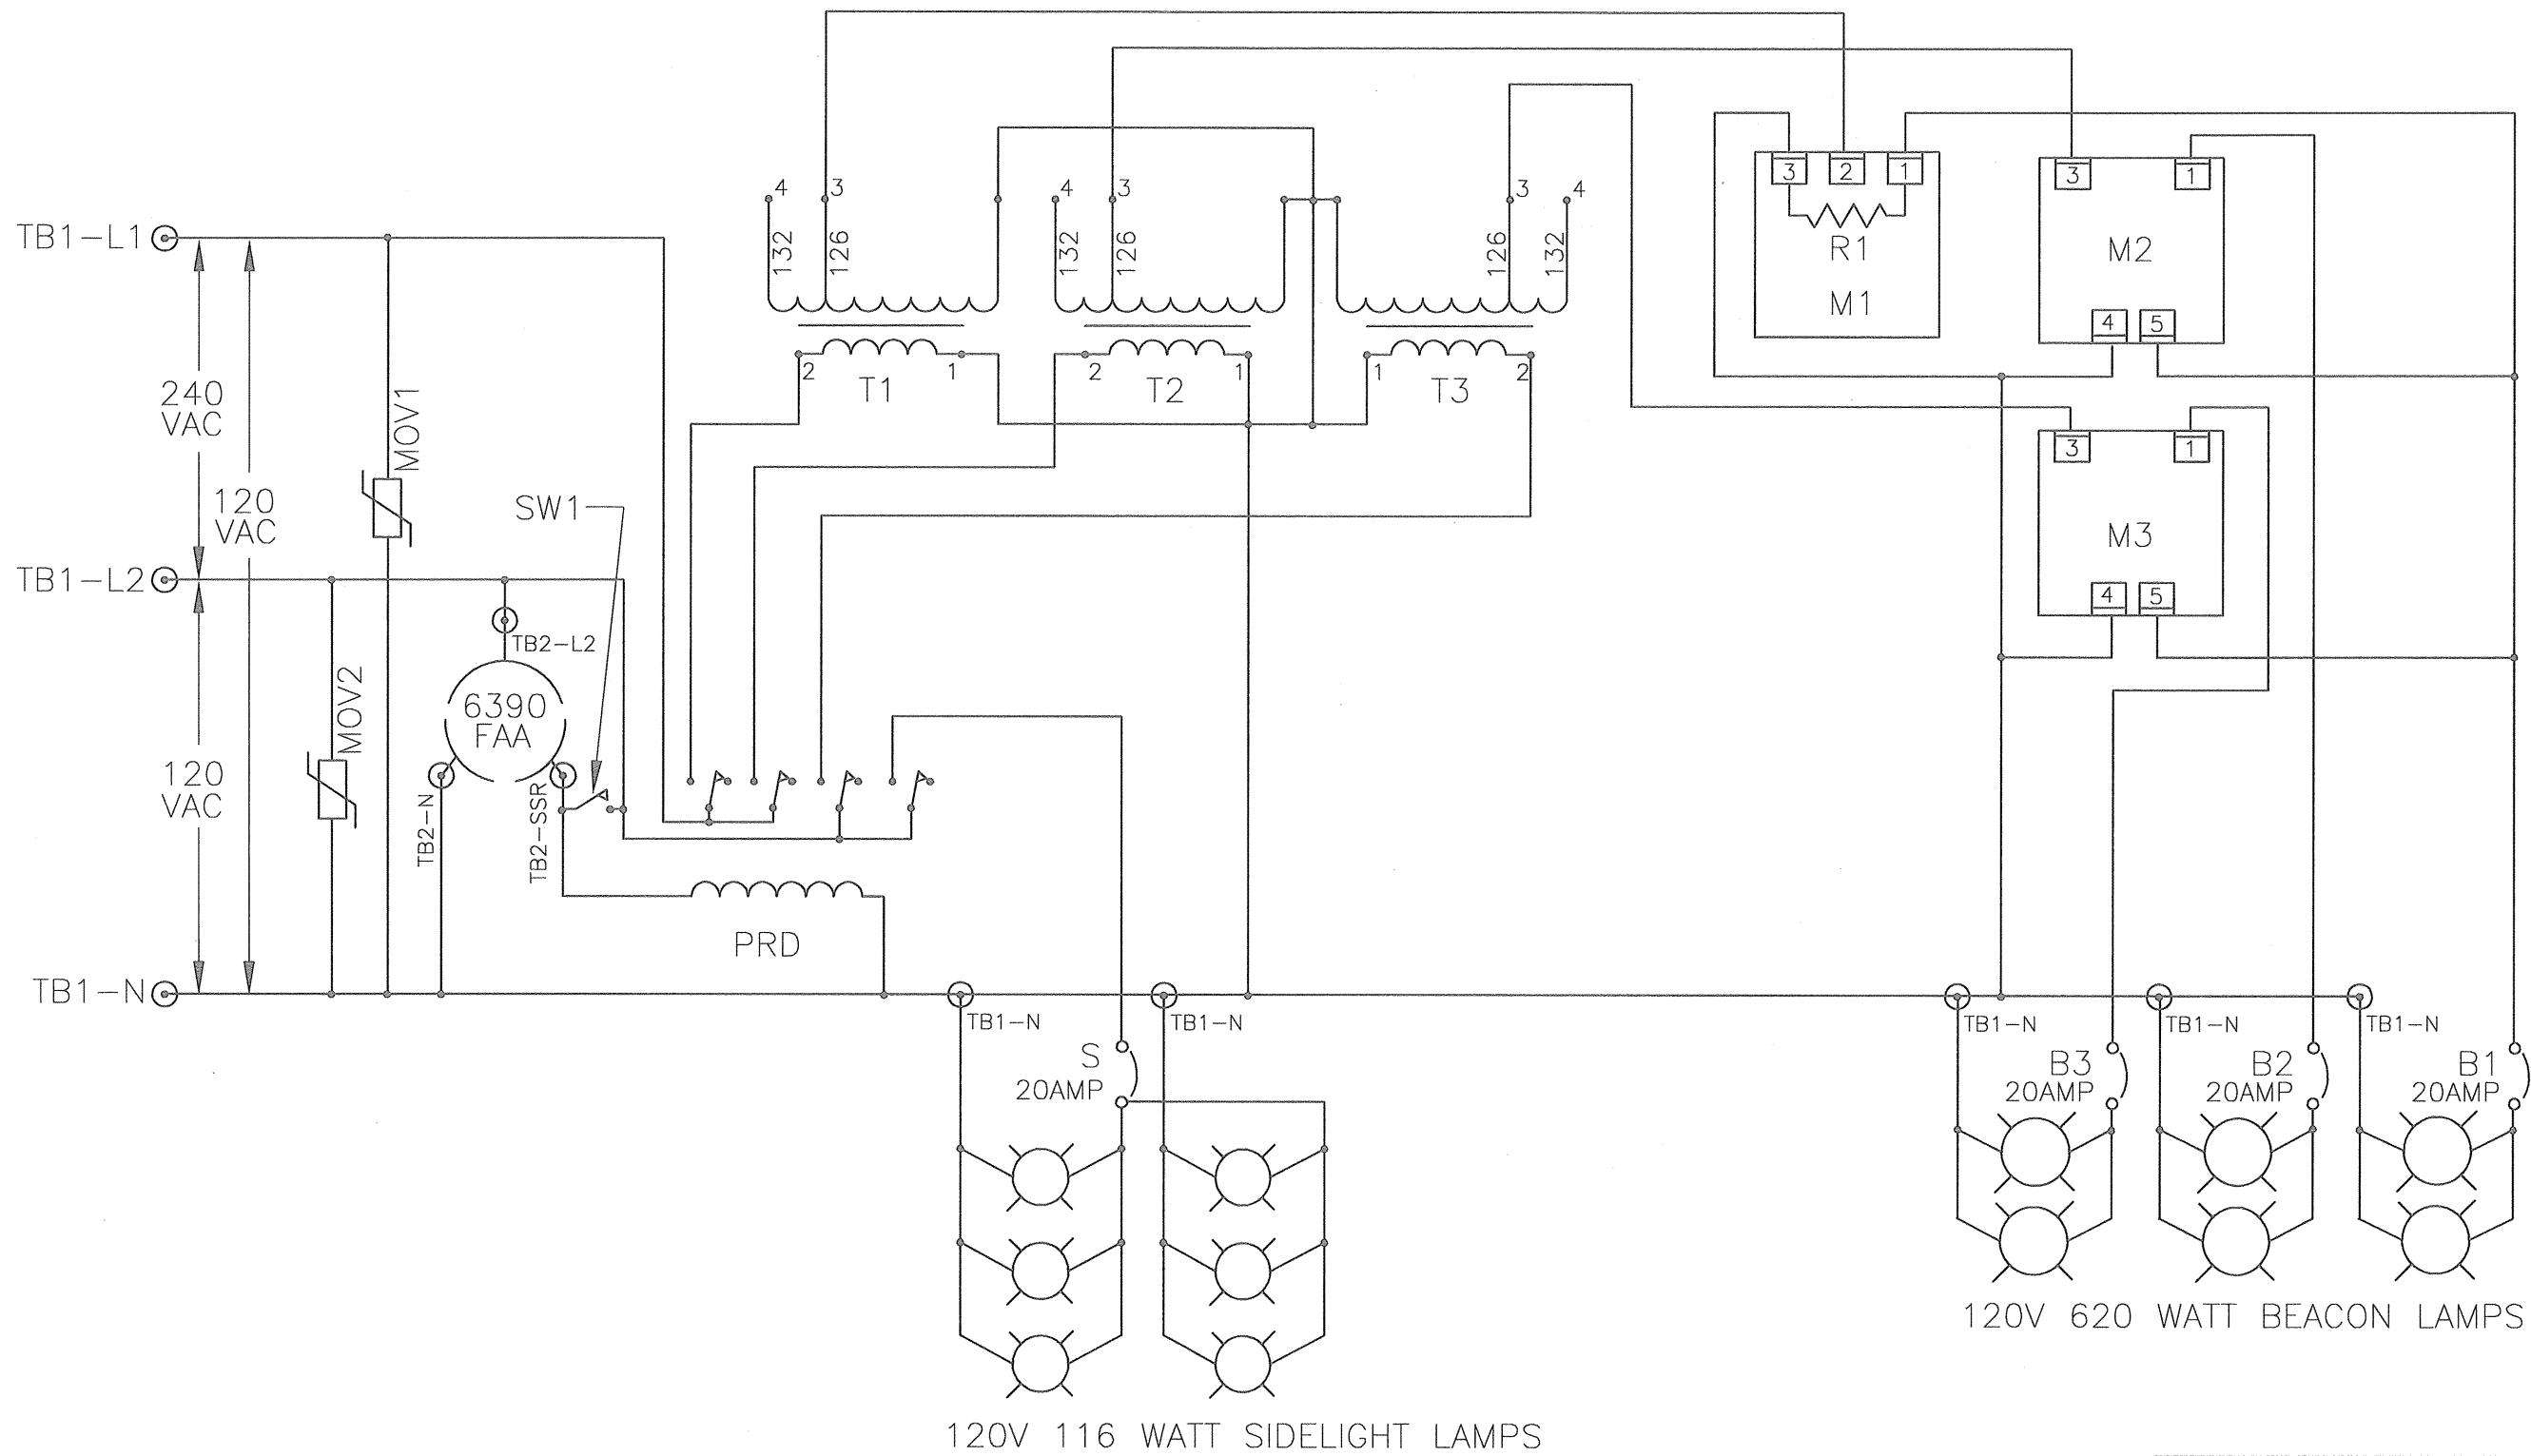 4
3
132
126
4
3
132
126
3
4
126
132
3
2
1
R1
M1
3
1
M2
4
5
TB1-L1
240
VAC
120
VAC
MOV1
2
T1
1
2
T2
1
1
T3
2
3
1
M3
4
5
SW1
TB1-L2
TB2-L2
6390
FAA
MOV2
120
VAC
TB2-N
TB2-SSR
PRD
TB1-N
TB1-N
TB1-N
TB1-N
TB1-N
TB1-N
S
20AMP
B3
20AMP
B2
20AMP
B1
20AMP
120V 620 WATT BEACON LAMPS
120V 116 WATT SIDELIGHT LAMPS